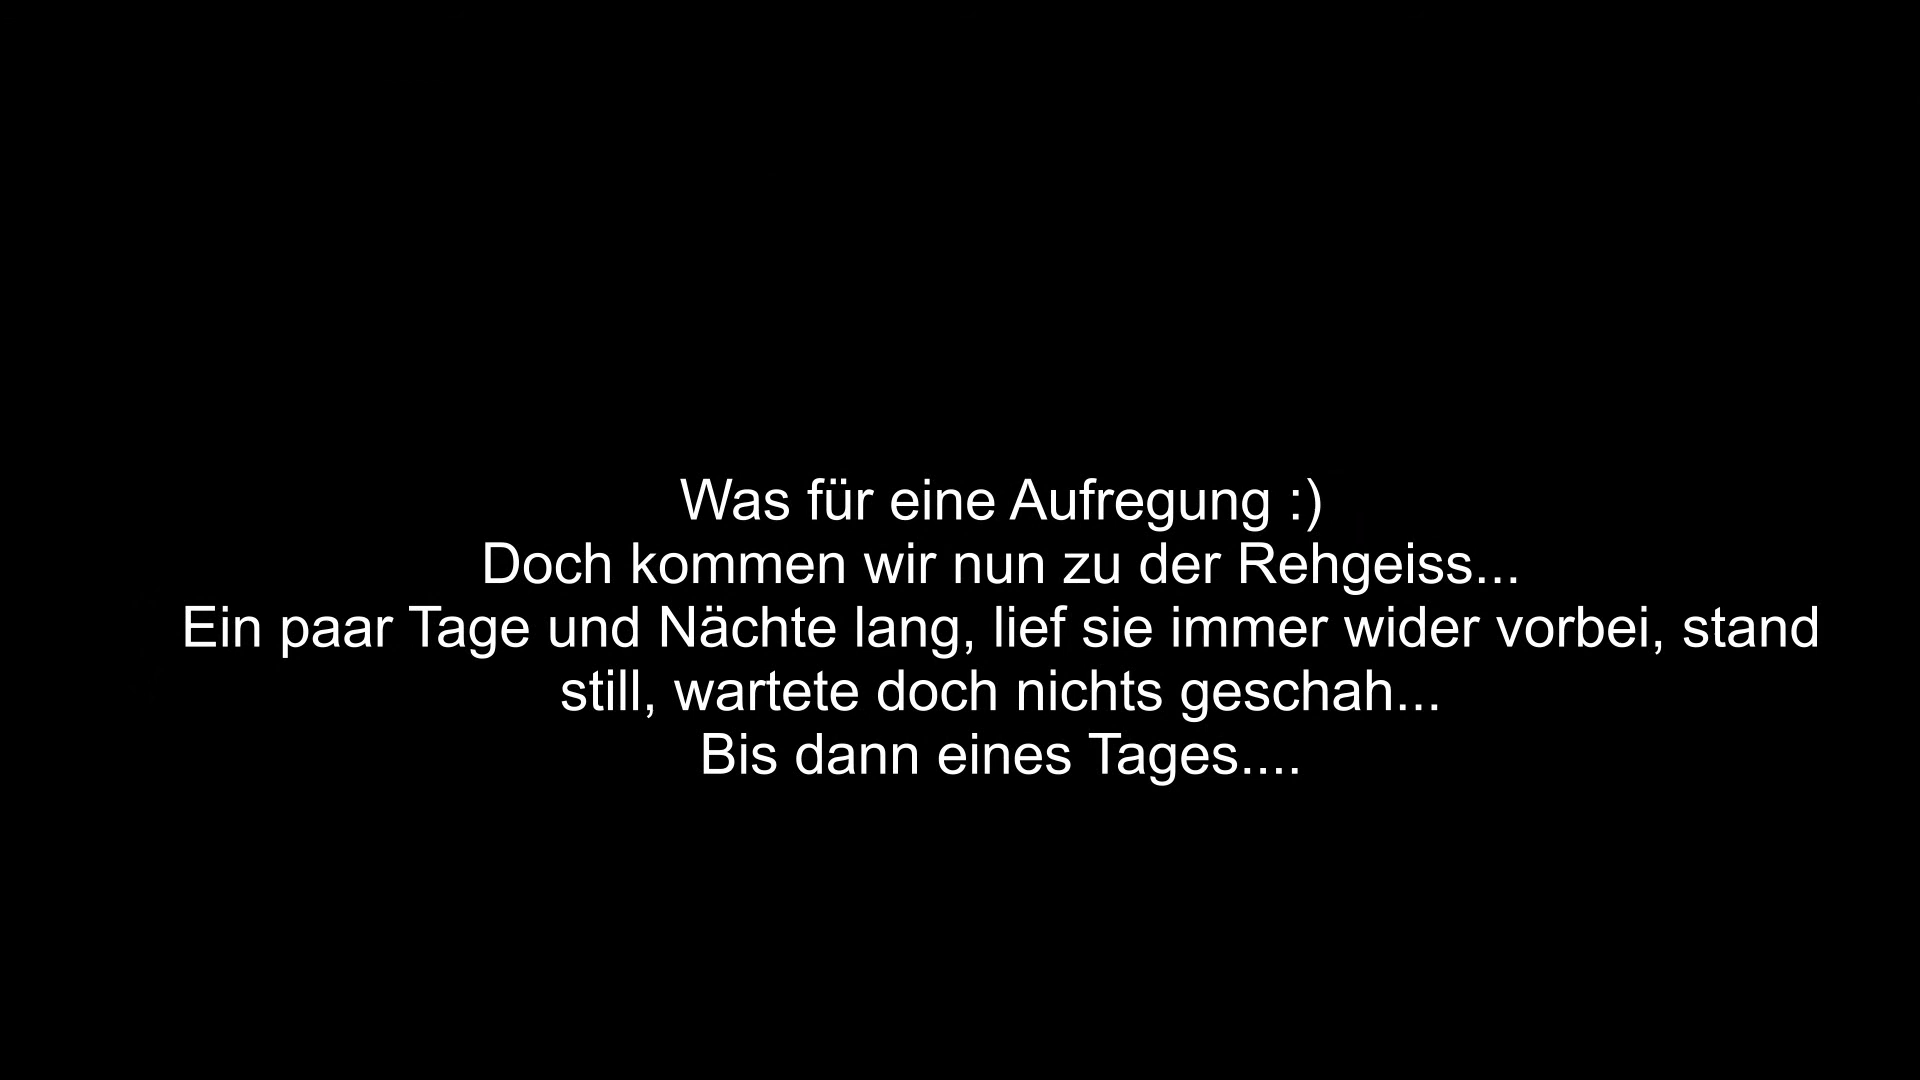 Was für eine Aufregung :)
Doch kommen wir nun zu der Rehgeiss...
Ein paar Tage und Nächte lang, lief sie immer wider vorbei, stand
still, wartete doch nichts geschah...
Bis dann eines Tages....